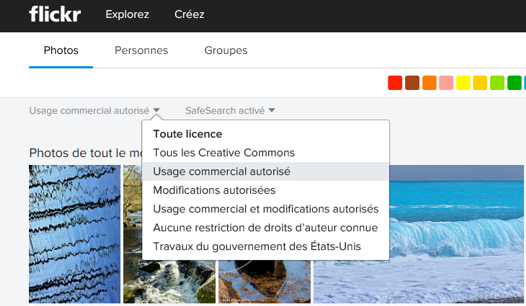 flickr Explorez Créez
Photos Personnes Groupes
Usage commercial autorisé SafeSearch activé
Toute licence
Tous les Creative Commons
Usage commercial autorisé
Modifications autorisées
Usage commercial et modifications autorisés
Aucune restriction de droits d'auteur connue
Travaux du gouvernement des États-Unis
Photos de tout le